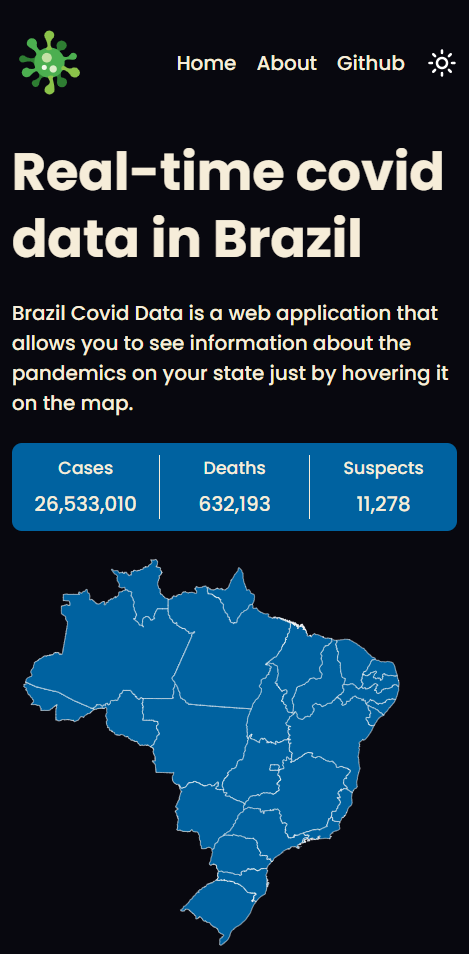 Home About Github
Real-time covid
data in Brazil
Brazil Covid Data is a web application that
allows you to see information about the
pandemics on your state just by hovering it
on the map.
Cases Deaths Suspects
26,533,010 632,193 11,278